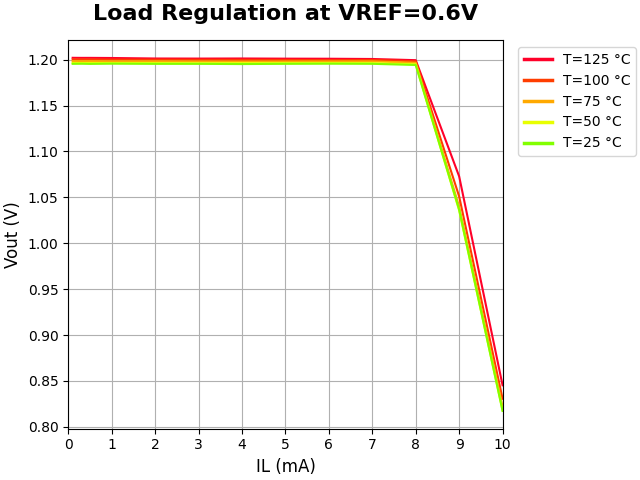 Load Regulation at VREF=0.6V
T=125 °C
T=100 °C
T=75 °C
T=50 °C
T=25 °C
Vout (V)
1.20
1.15
1.10
1.05
1.00
0.95
0.90
0.85
0.80
0 1 2 3 4 5 6 7 8 9 10
IL (mA)